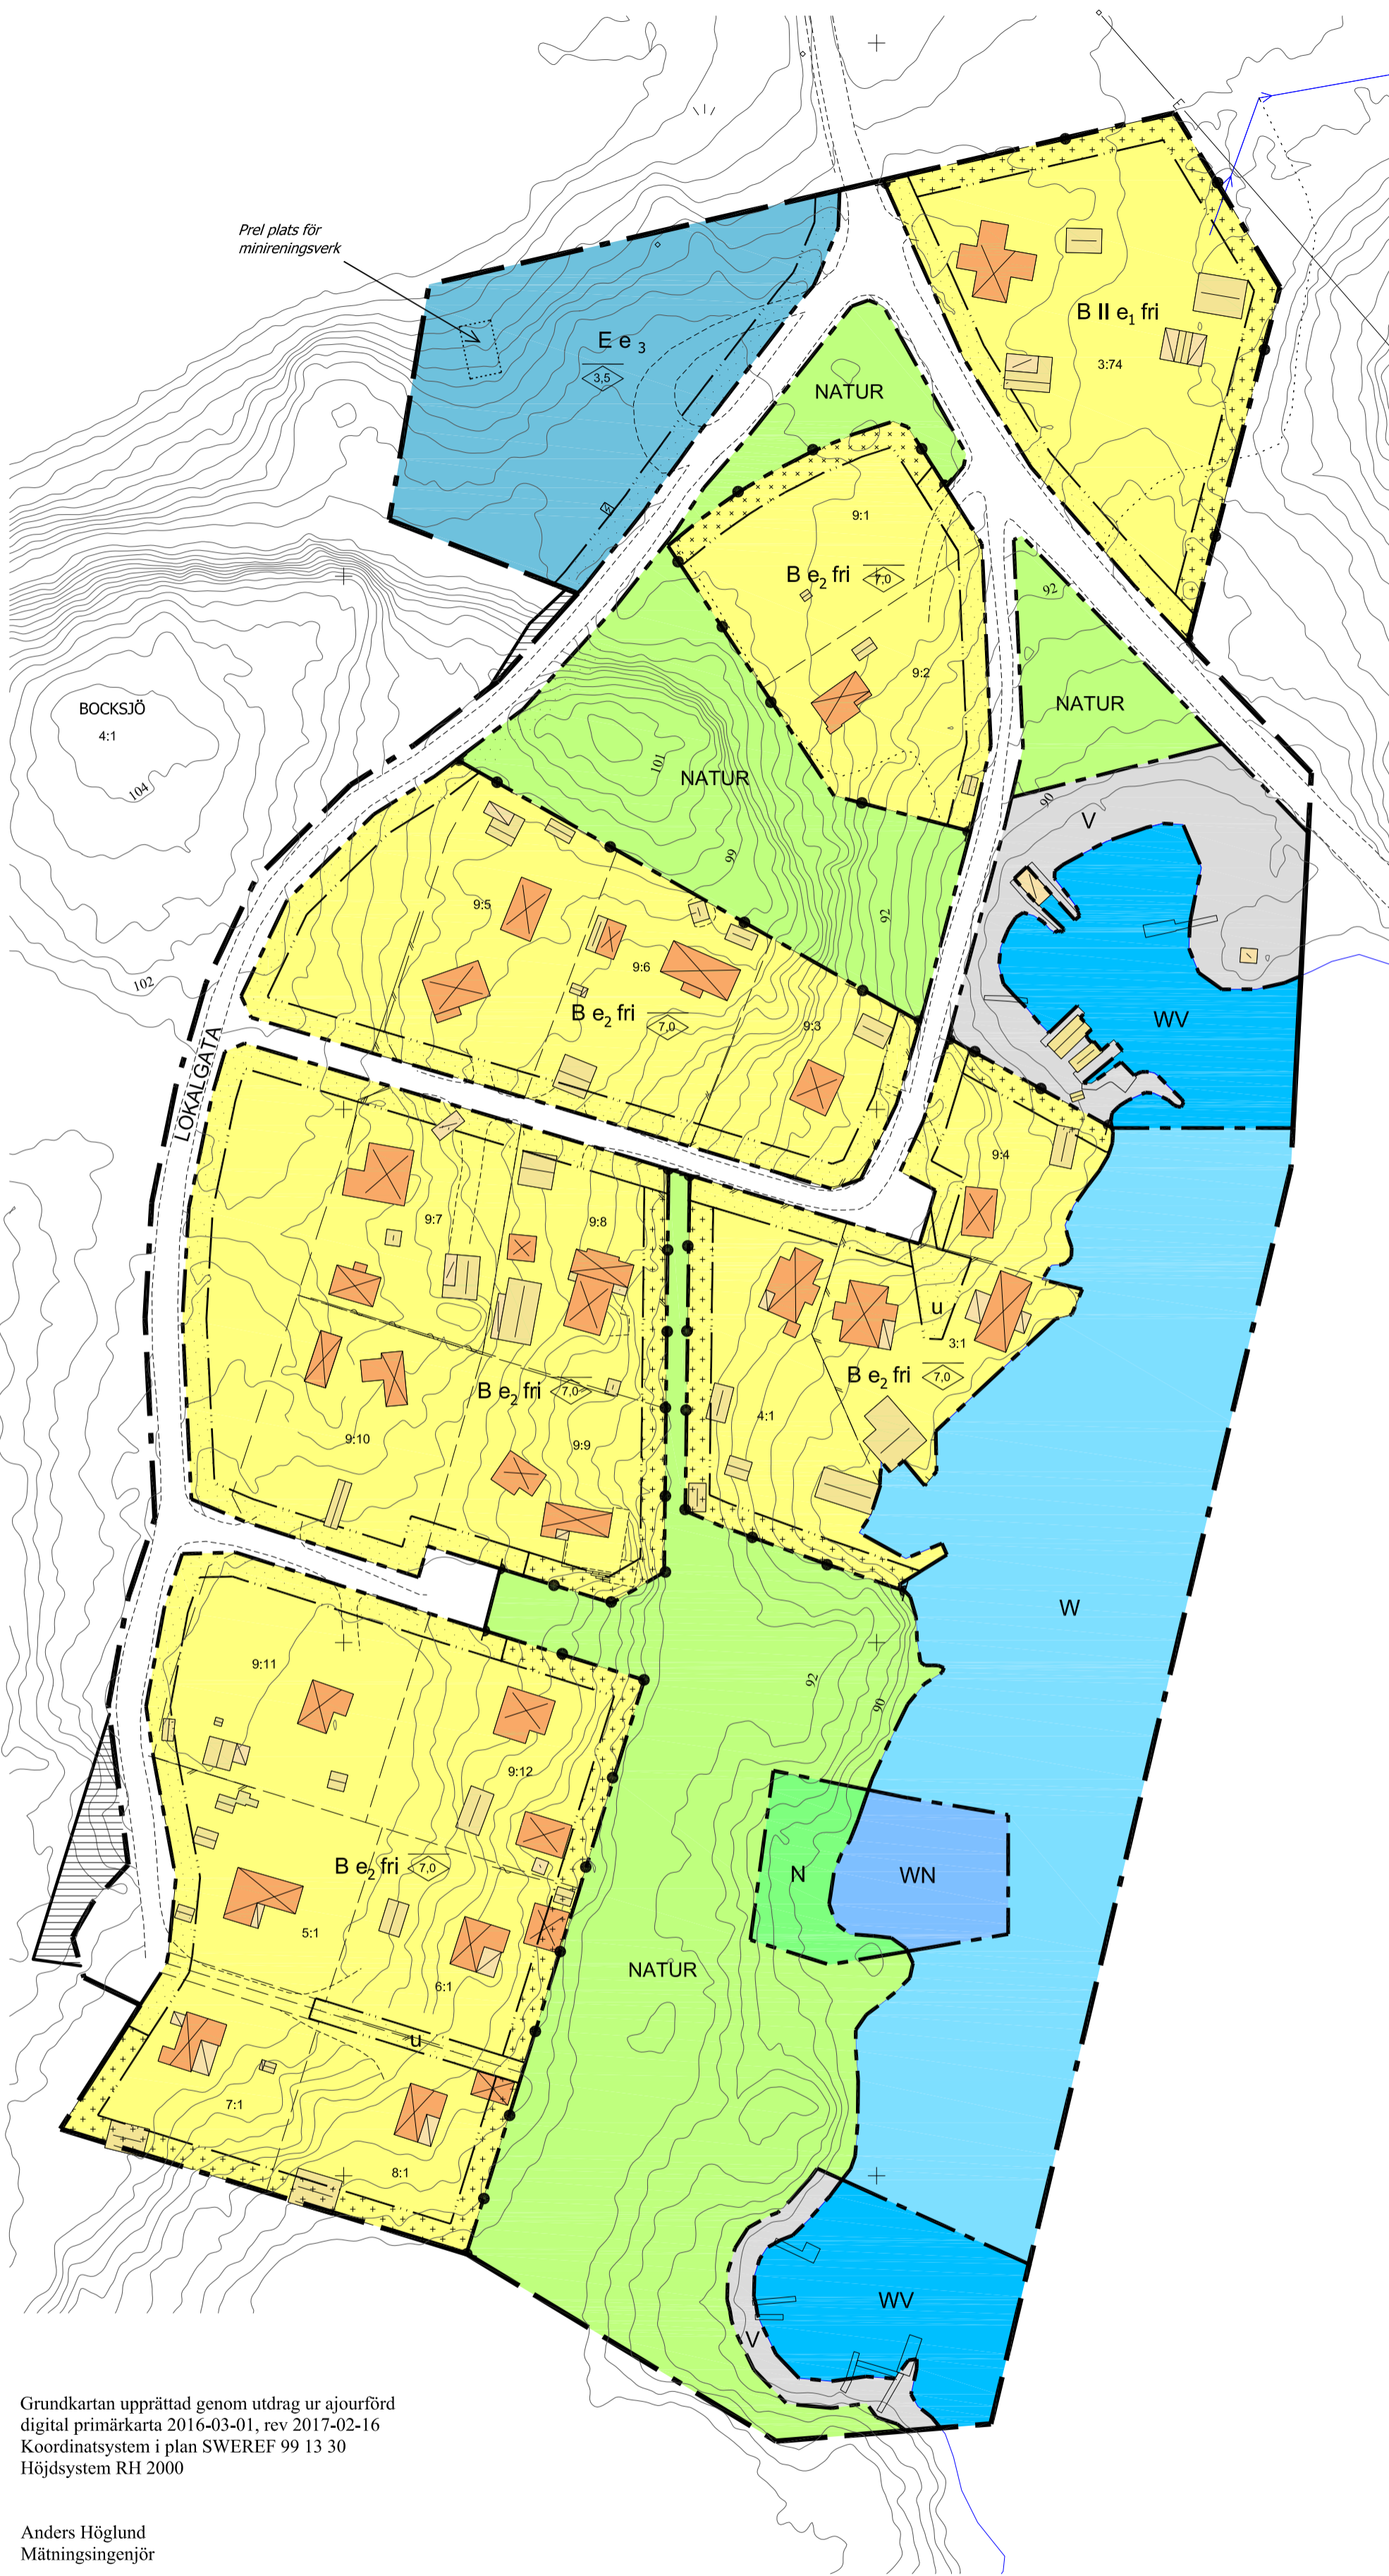 Prel plats för
minireningsverk
E e3
3,5
B II e1 fri
3:74
NATUR
9:1
B e2 fri 7,0
9:2
92
NATUR
BOCKSJÖ
4:1
104
101
NATUR
90
V
99
92
9:5
9:6
102
B e2 fri 7,0
9:3
WV
LOKALGATA
9:4
9:7
9:8
u
3:1
B e2 fri 7,0
B e2 fri 7,0
4:1
9:10
9:9
W
9:11
92
90
9:12
B e2 fri 7,0
N
WN
5:1
NATUR
6:1
u
7:1
8:1
WV
V
Grundkartan upprättad genom utdrag ur ajourförd
digital primärkarta 2016-03-01, rev 2017-02-16
Koordinatsystem i plan SWEREF 99 13 30
Höjdsystem RH 2000
Anders Höglund
Mätningsingenjör